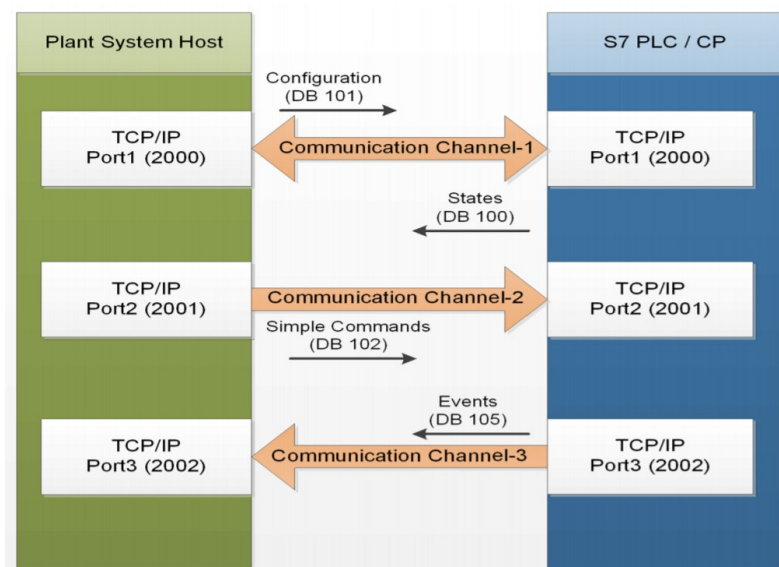 Plant System Host
S7 PLC / CP
Configuration
(DB 101)
TCP/IP
Port1 (2000)
Communication Channel-1
TCP/IP
Port1 (2000)
States
(DB 100)
TCP/IP
Port2 (2001)
Communication Channel-2
TCP/IP
Port2 (2001)
Simple Commands
(DB 102)
Events
(DB 105)
TCP/IP
Port3 (2002)
Communication Channel-3
TCP/IP
Port3 (2002)